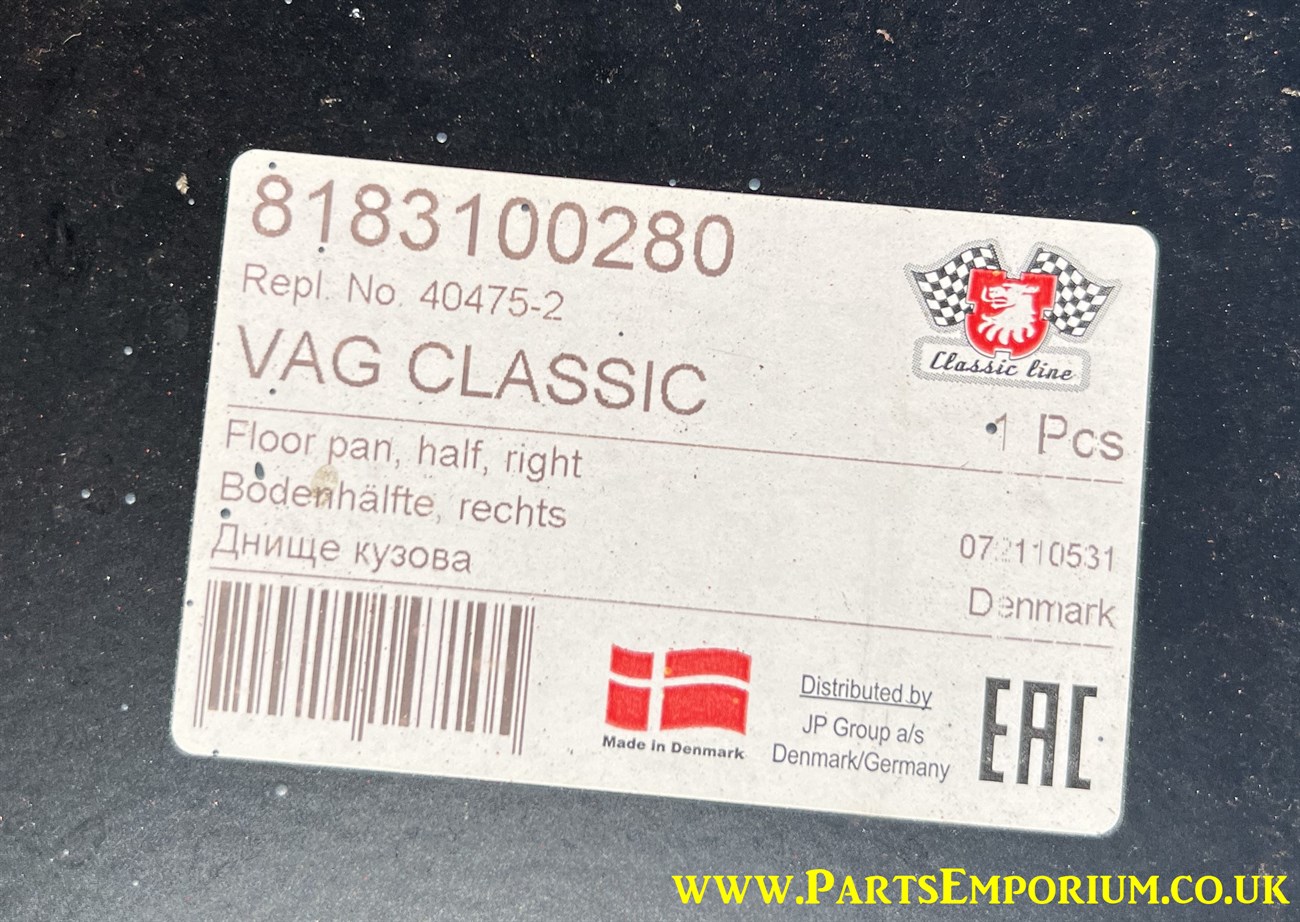 8183100280
Repl. No. 40475-2
VAG CLASSIC
Classic line
1 Pcs
Floor pan, half, right
Bodenhälfte, rechts
Днище кузова
Denmark
Made in Denmark
Distributed by
JP Group a/s
Denmark/Germany
EAC
www.PartsEmporium.co.uk